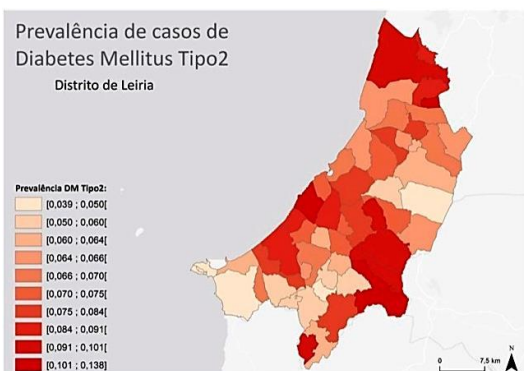 Prevalência de casos de
Diabetes Mellitus Tipo2
Distrito de Leiria
Prevalência DM Tipo2:
[0,039 ; 0,050[
[0,050 ; 0,060[
[0,060 ; 0,064[
[0,064 ; 0,066[
[0,066 ; 0,070[
[0,070 ; 0,075[
[0,075 ; 0,084[
[0,084 ; 0,091[
[0,091 ; 0,101[
[0,101 ; 0,138]
0 7,5 km
N